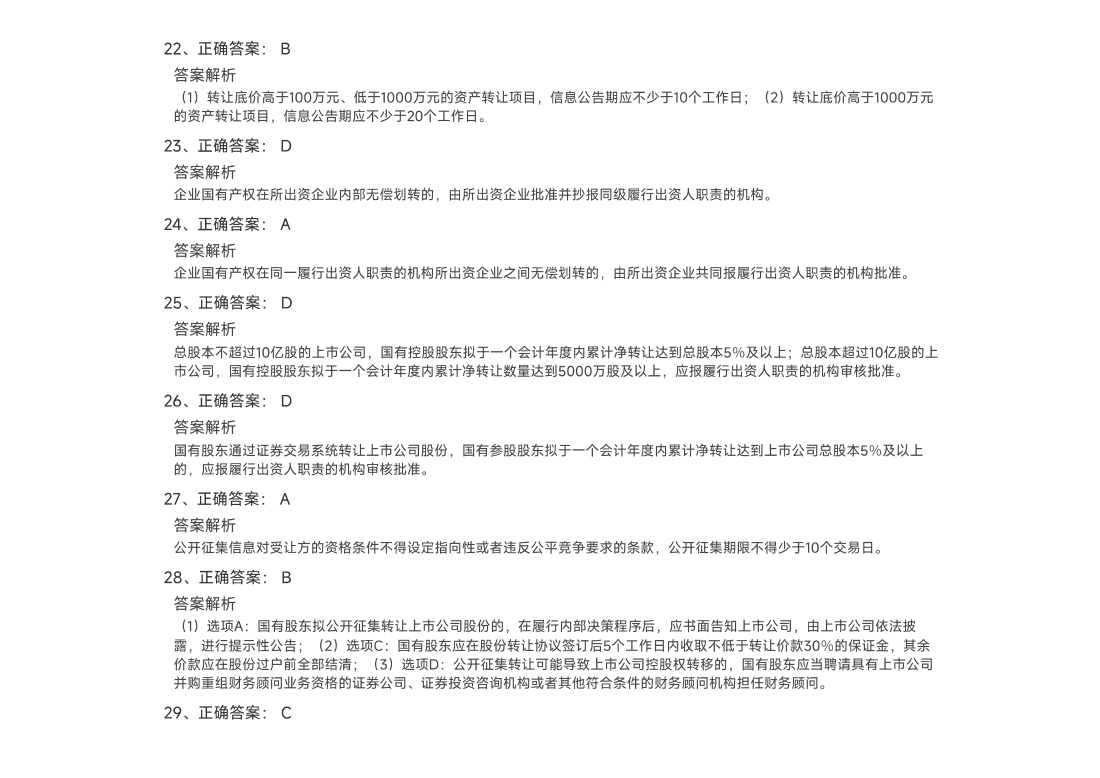 22、正确答案： B
答案解析
（1）转让底价高于100万元、低于1000万元的资产转让项目，信息公告期应不少于10个工作日；（2）转让底价高于1000万元
的资产转让项目，信息公告期应不少于20个工作日。
23、正确答案： D
答案解析
企业国有产权在所出资企业内部无偿划转的，由所出资企业批准并抄报同级履行出资人职责的机构。
24、正确答案： A
答案解析
企业国有产权在同一履行出资人职责的机构所出资企业之间无偿划转的，由所出资企业共同报履行出资人职责的机构批准。
25、正确答案： D
答案解析
总股本不超过10亿股的上市公司，国有控股股东拟于一个会计年度内累计净转让达到总股本5%及以上；总股本超过10亿股的上
市公司，国有控股股东拟于一个会计年度内累计净转让数量达到5000万股及以上，应报履行出资人职责的机构审核批准。
26、正确答案： D
答案解析
国有股东通过证券交易系统转让上市公司股份，国有参股股东拟于一个会计年度内累计净转让达到上市公司总股本5%及以上
的，应报履行出资人职责的机构审核批准。
27、正确答案： A
答案解析
公开征集信息对受让方的资格条件不得设定指向性或者违反公平竞争要求的条款，公开征集期限不得少于10个交易日。
28、正确答案： B
答案解析
（1）选项A：国有股东拟公开征集转让上市公司股份的，在履行内部决策程序后，应书面告知上市公司，由上市公司依法披
露，进行提示性公告；（2）选项C：国有股东应在股份转让协议签订后5个工作日内收取不低于转让价款30%的保证金，其余
价款应在股份过户前全部结清；（3）选项D：公开征集转让可能导致上市公司控股权转移的，国有股东应当聘请具有上市公司
并购重组财务顾问业务资格的证券公司、证券投资咨询机构或者其他符合条件的财务顾问机构担任财务顾问。
29、正确答案： C